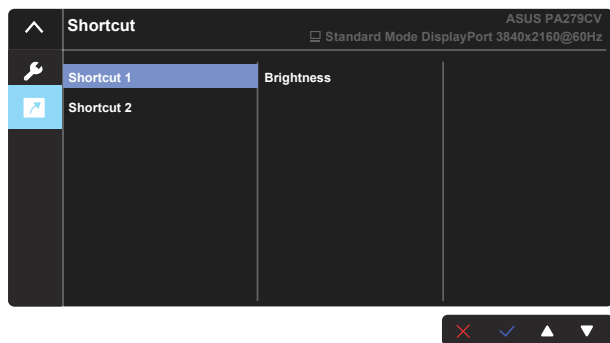 Shortcut
ASUS PA279CV
Standard Mode DisplayPort 3840x2160@60Hz
Shortcut 1
Brightness
Shortcut 2